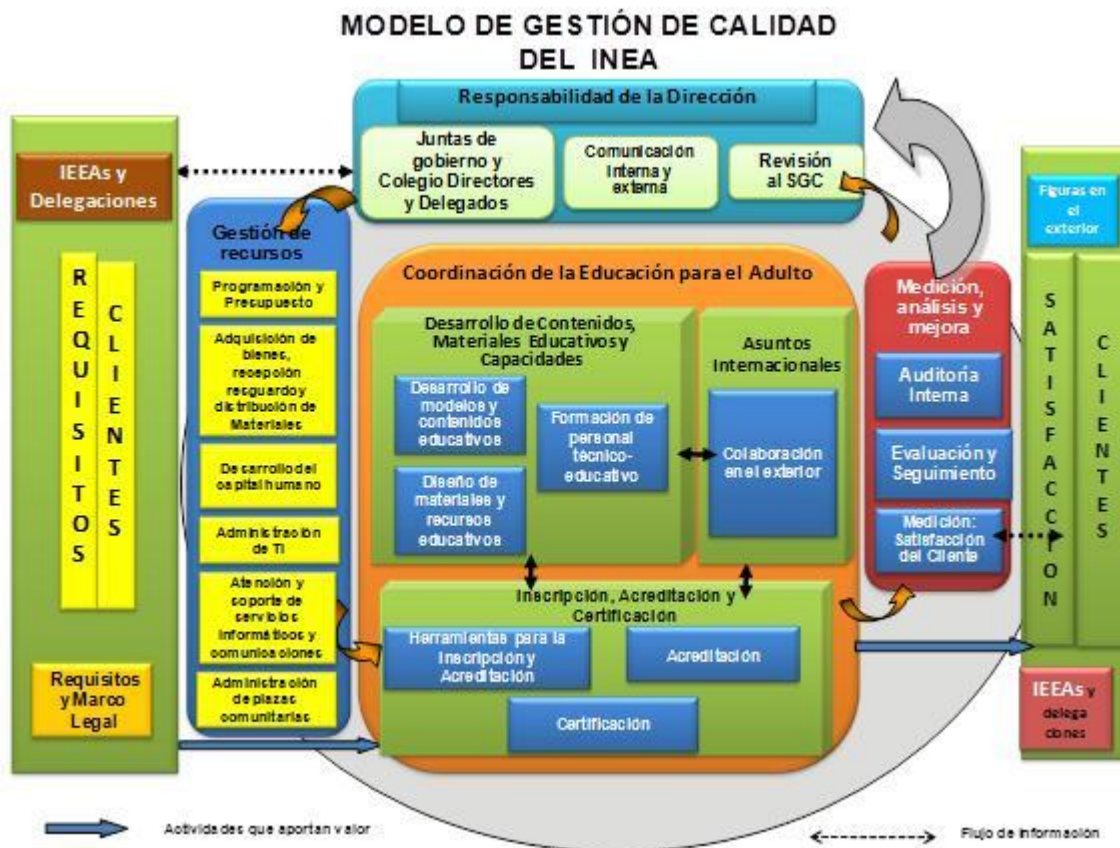 MODELO DE GESTIÓN DE CALIDAD
DEL INEA
Responsabilidad de la Dirección
Juntas de
gobierno y
Colegio Directores
y Delegados
Comunicación
Interna y
externa
Revisión
al SGC
IEEAs y
Delegaciones
REQUISITOS
CLIENTES
Requisitos
y Marco
Legal
Gestión de
recursos
Programación y
Presupuesto
Adquisición de
bienes,
recepción
resguardo y
distribución de
Materiales
Desarrollo del
capital humano
Administración
de TI
Atención y
soporte de
servicios
informáticos y
comunicaciones
Administración
de plazas
comunitarias
Coordinación de la Educación para el Adulto
Desarrollo de Contenidos,
Materiales Educativos y
Capacidades
Desarrollo de
modelos y
contenidos
educativos
Diseño de
materiales y
recursos
educativos
Formación de
personal
técnico-
educativo
Asuntos
Internacionales
Colaboración
en el exterior
Inscripción, Acreditación y
Certificación
Herramientas para la
Inscripción y
Acreditación
Acreditación
Certificación
Medición,
análisis y
mejora
Auditoría
Interna
Evaluación y
Seguimiento
Medición:
Satisfacción
del Cliente
Figuras en
el
exterior
SATISFACCION
CLIENTES
IEEAs y
delega
ciones
Actividades que aportan valor
Flujo de información